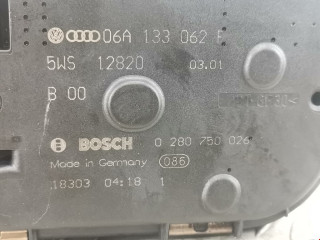 06A 133 062 F
5WS 12820 03.01
B 00
BOSCH 0 280 750 026
Made in Germany 086
18303 04:18 1